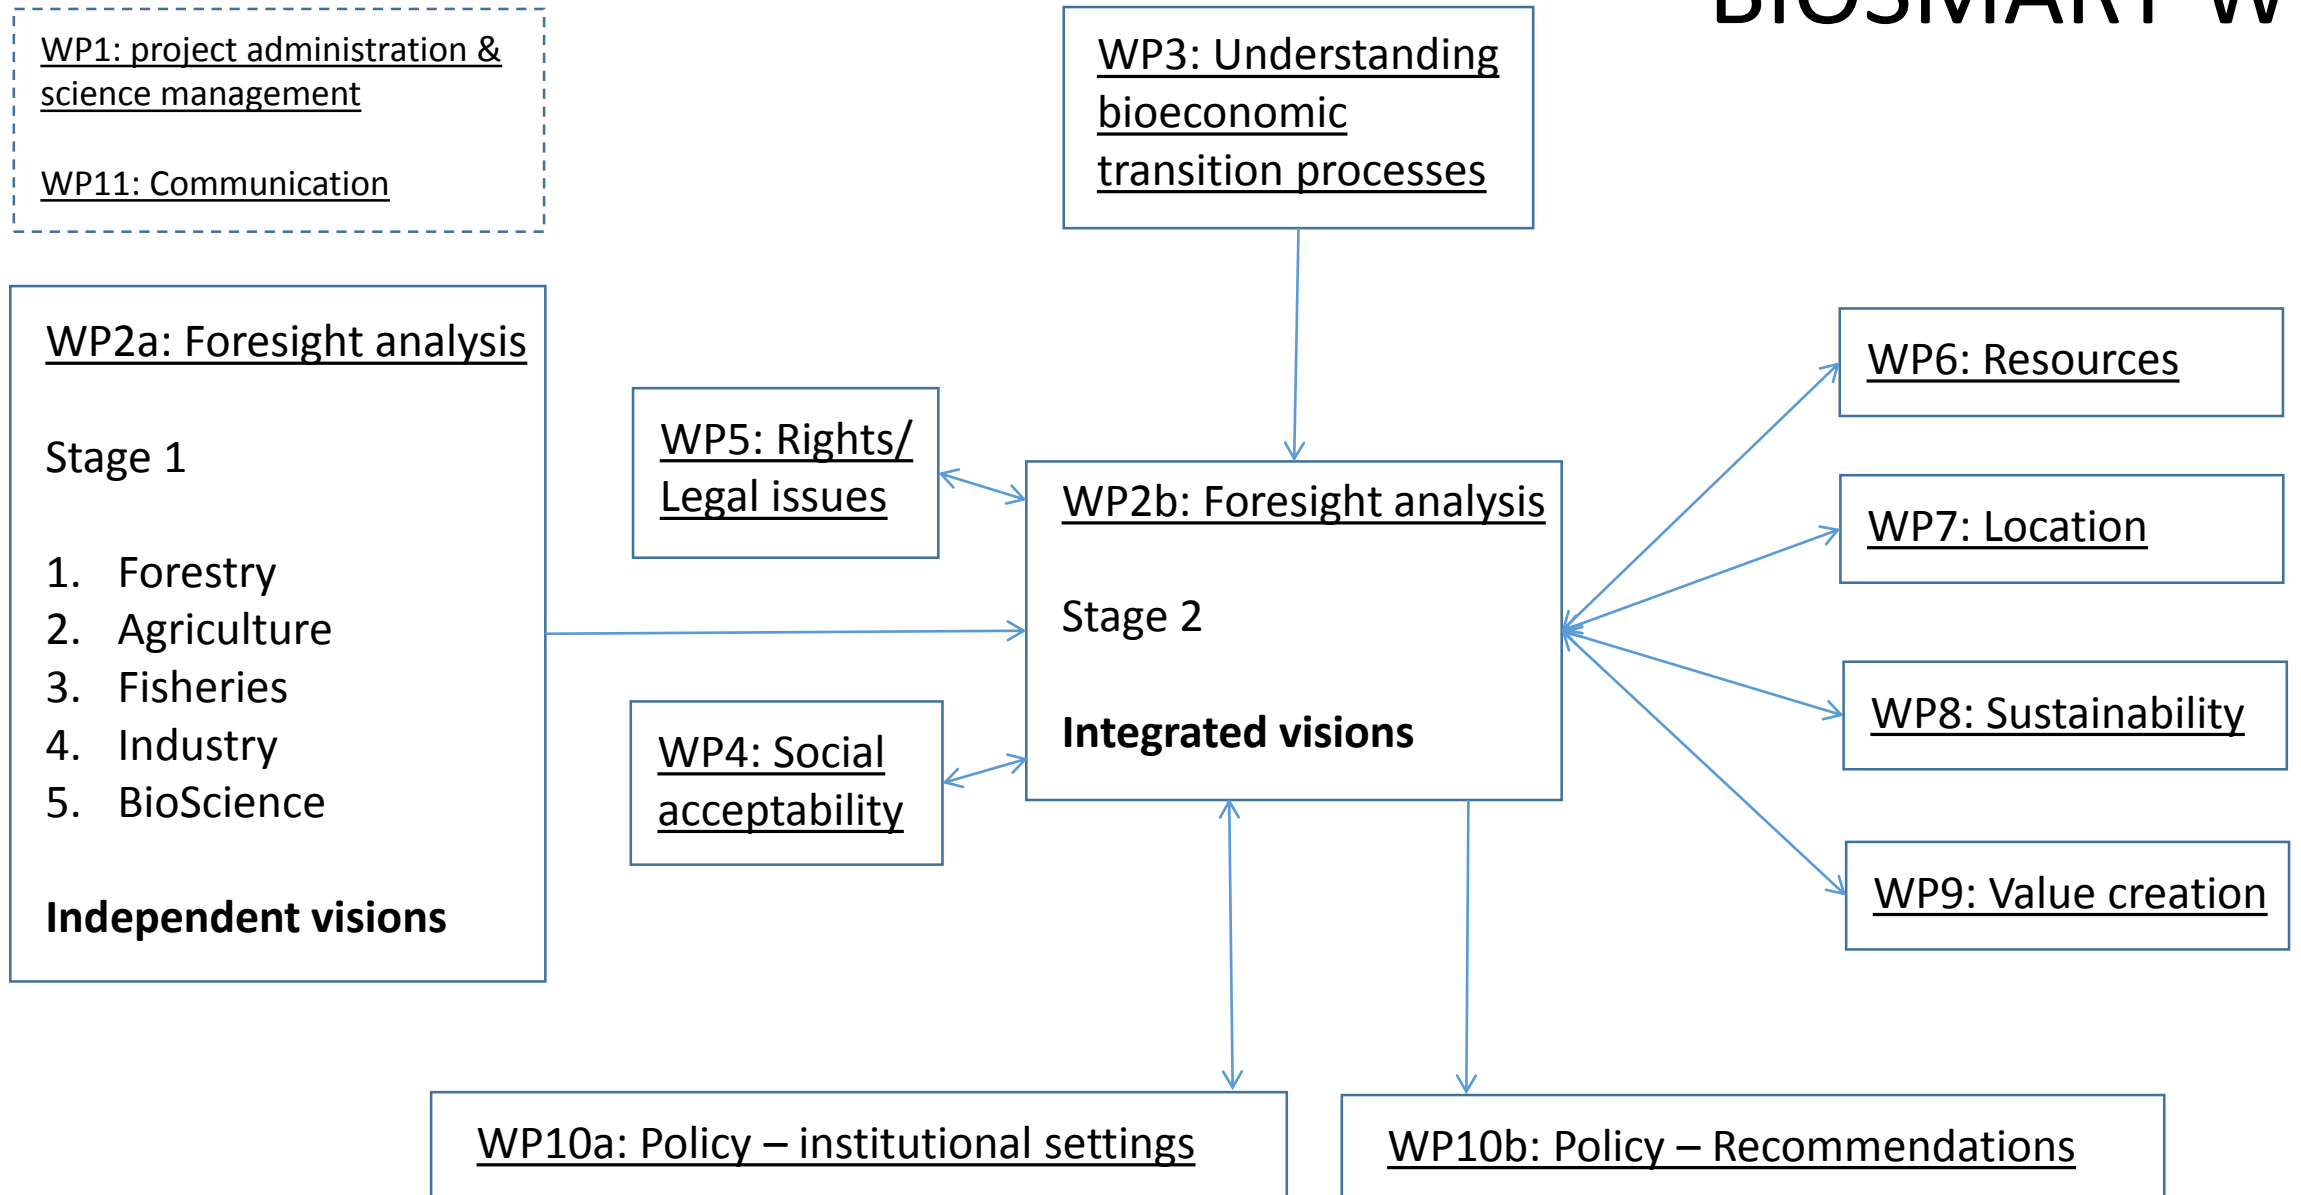 BIOSMART W
WP1: project administration &
science management
WP11: Communication
WP3: Understanding
bioeconomic
transition processes
WP2a: Foresight analysis
Stage 1
1. Forestry
2. Agriculture
3. Fisheries
4. Industry
5. BioScience
Independent visions
WP5: Rights/
Legal issues
WP4: Social
acceptability
WP2b: Foresight analysis
Stage 2
Integrated visions
WP6: Resources
WP7: Location
WP8: Sustainability
WP9: Value creation
WP10a: Policy – institutional settings
WP10b: Policy – Recommendations